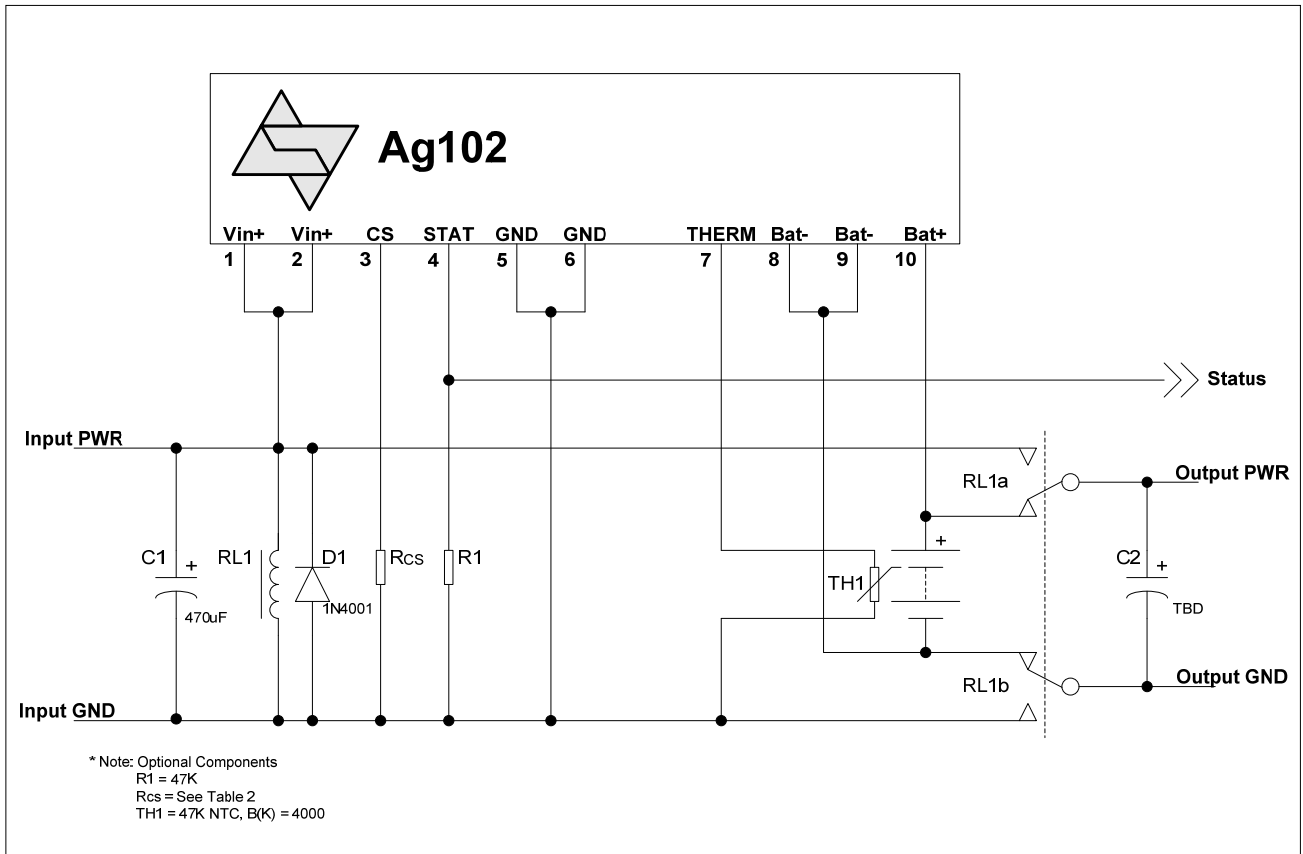 Ag102
Vin+ Vin+ CS STAT GND GND THERM Bat- Bat- Bat+
1 2 3 4 5 6 7 8 9 10
Status
Input PWR
RL1a
Output PWR
C1 + RL1 D1 RCS R1 TH1 + C2 +
470uF 1N4001 TBD
RL1b
Output GND
Input GND
* Note: Optional Components
R1 = 47K
Rcs = See Table 2
TH1 = 47K NTC, B(K) = 4000